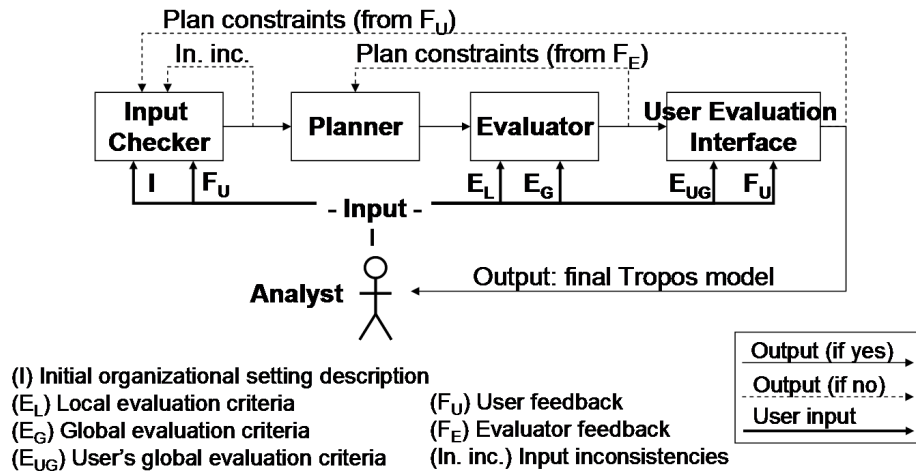 Plan constraints (from F_U)
In. inc.
Plan constraints (from F_E)
Input Checker
Planner
Evaluator
User Evaluation Interface
I
F_U
E_L
E_G
E_UG
F_U
- Input -
I
Analyst
Output: final Tropos model
(I) Initial organizational setting description
(E_L) Local evaluation criteria
(E_G) Global evaluation criteria
(E_UG) User's global evaluation criteria
(F_U) User feedback
(F_E) Evaluator feedback
(In. inc.) Input inconsistencies
Output (if yes)
Output (if no)
User input